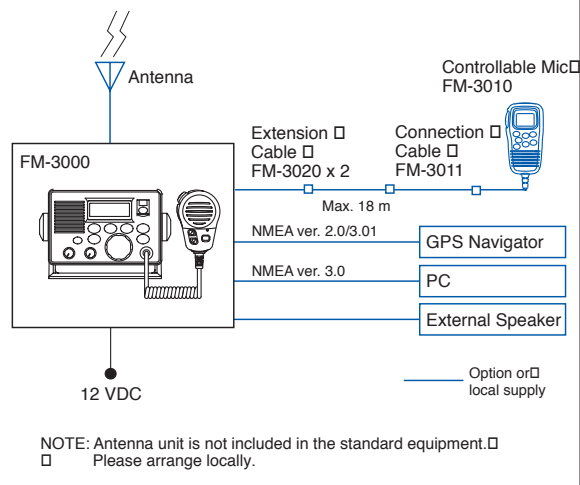 Antenna
Controllable Mic
FM-3010
Extension
Cable
FM-3020 x 2
Connection
Cable
FM-3011
FM-3000
Max. 18 m
NMEA ver. 2.0/3.01
GPS Navigator
NMEA ver. 3.0
PC
External Speaker
12 VDC
Option or
local supply
NOTE: Antenna unit is not included in the standard equipment.
Please arrange locally.